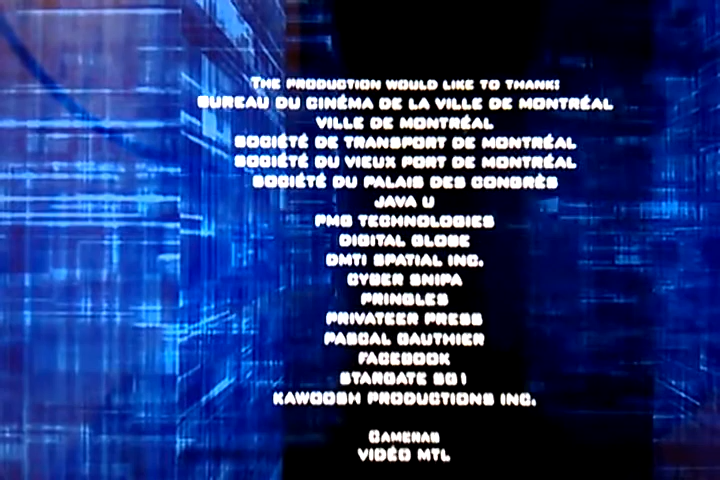 THE PRODUCTION WOULD LIKE TO THANK:
BUREAU DU CINÉMA DE LA VILLE DE MONTRÉAL
VILLE DE MONTRÉAL
SOCIÉTÉ DE TRANSPORT DE MONTRÉAL
SOCIÉTÉ DU VIEUX PORT DE MONTRÉAL
SOCIÉTÉ DU PALAIS DES CONGRÈS
JAVA U
PMG TECHNOLOGIES
DIGITAL GLOBE
DMTI SPATIAL INC.
CYBER SNIPA
PRINGLES
PRIVATEER PRESS
PASCAL GAUTHIER
FACEBOOK
STARGATE SG1
KAWOOSH PRODUCTIONS INC.
CAMERAS
VIDÉO MTL